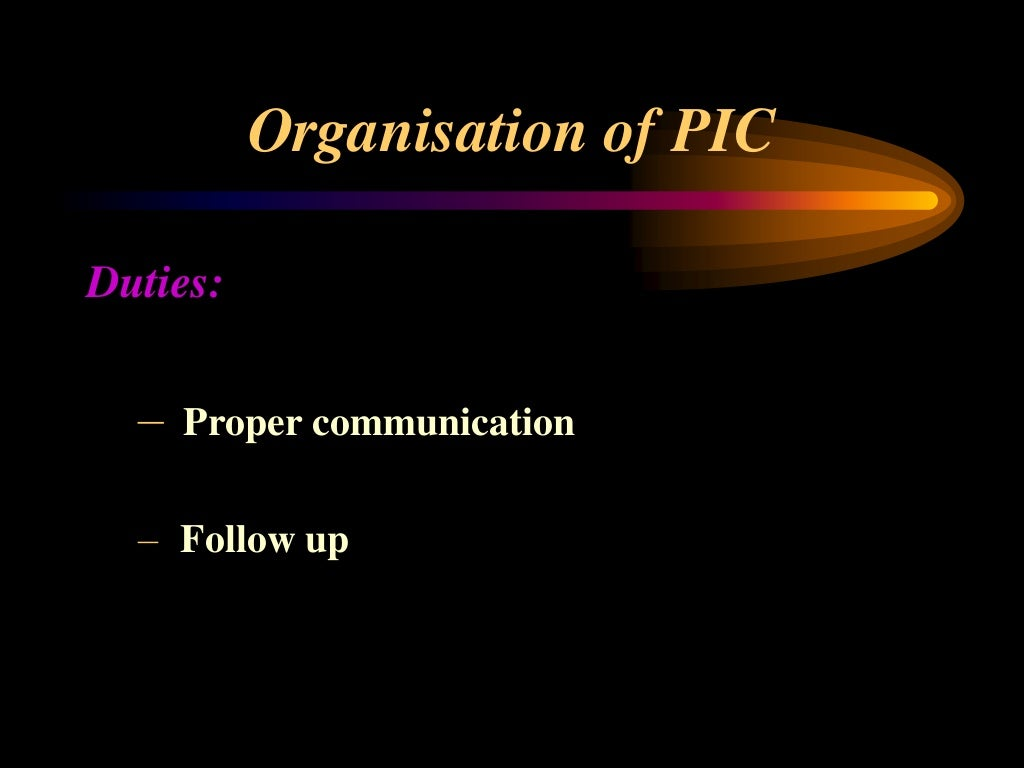 Organisation of PIC
Duties:
– Proper communication
– Follow up